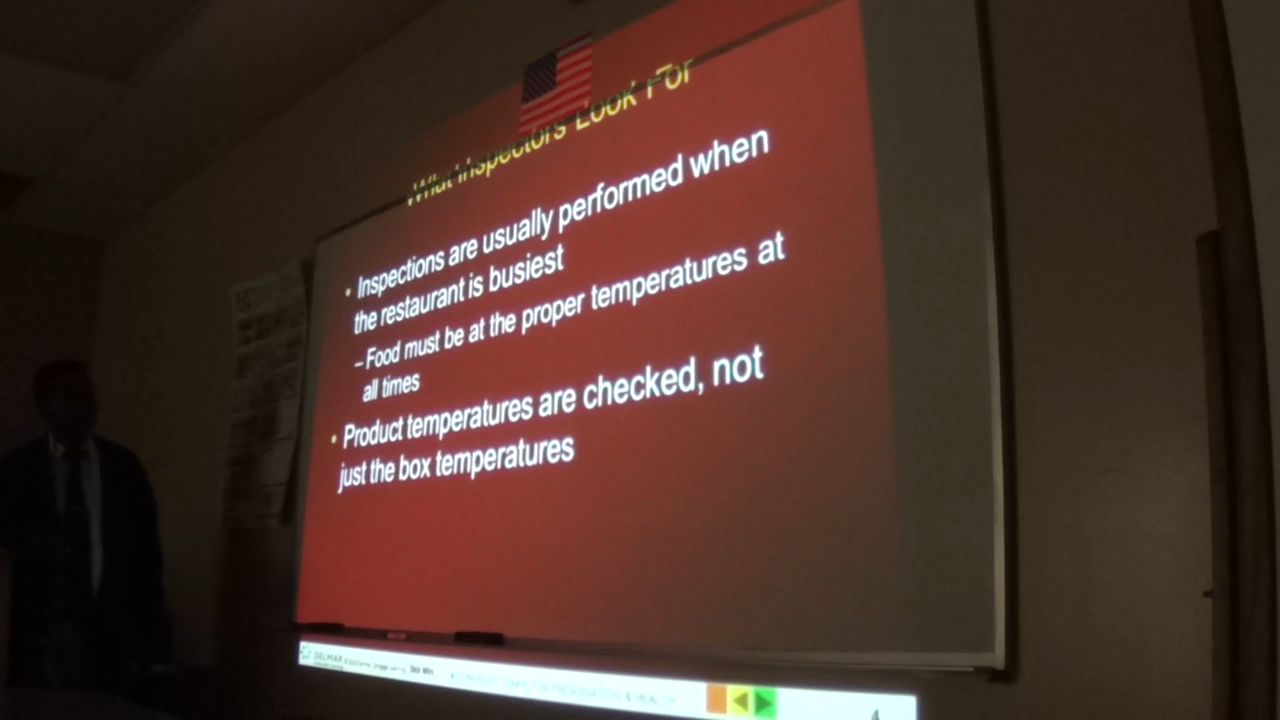 What Inspectors Look For
• Inspections are usually performed when
the restaurant is busiest
– Food must be at the proper temperatures at
all times
• Product temperatures are checked, not
just the box temperatures
DELMAR
4